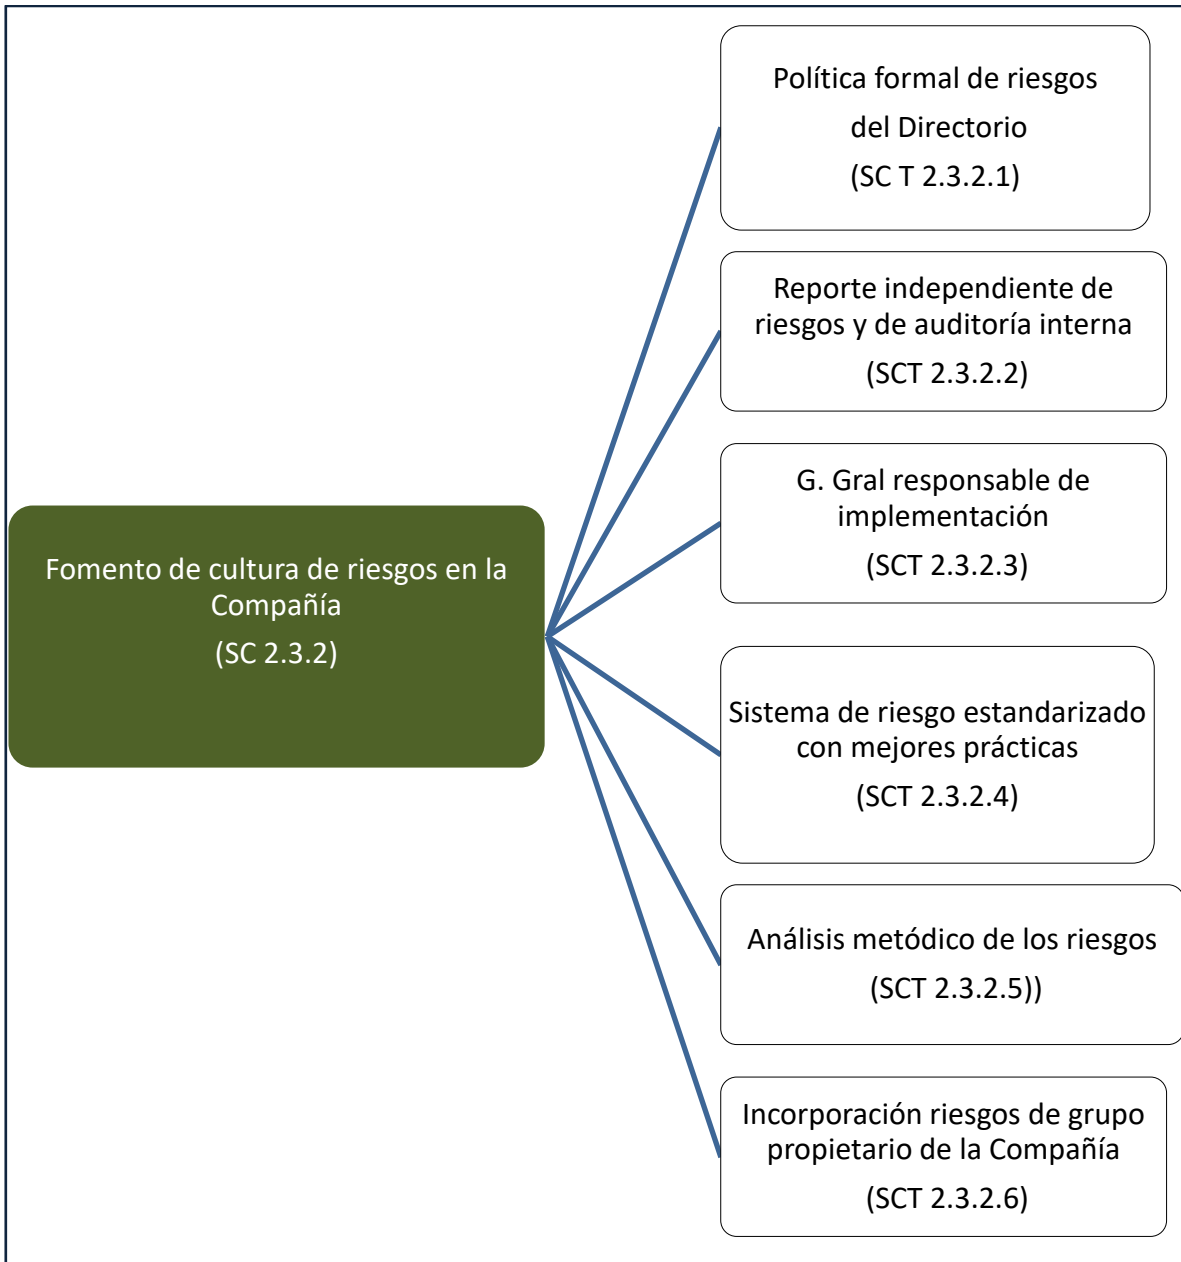 Política formal de riesgos
del Directorio
(SC T 2.3.2.1)
Reporte independiente de
riesgos y de auditoría interna
(SCT 2.3.2.2)
G. Gral responsable de
implementación
(SCT 2.3.2.3)
Fomento de cultura de riesgos en la
Compañía
(SC 2.3.2)
Sistema de riesgo estandarizado
con mejores prácticas
(SCT 2.3.2.4)
Análisis metódico de los riesgos
(SCT 2.3.2.5))
Incorporación riesgos de grupo
propietario de la Compañía
(SCT 2.3.2.6)